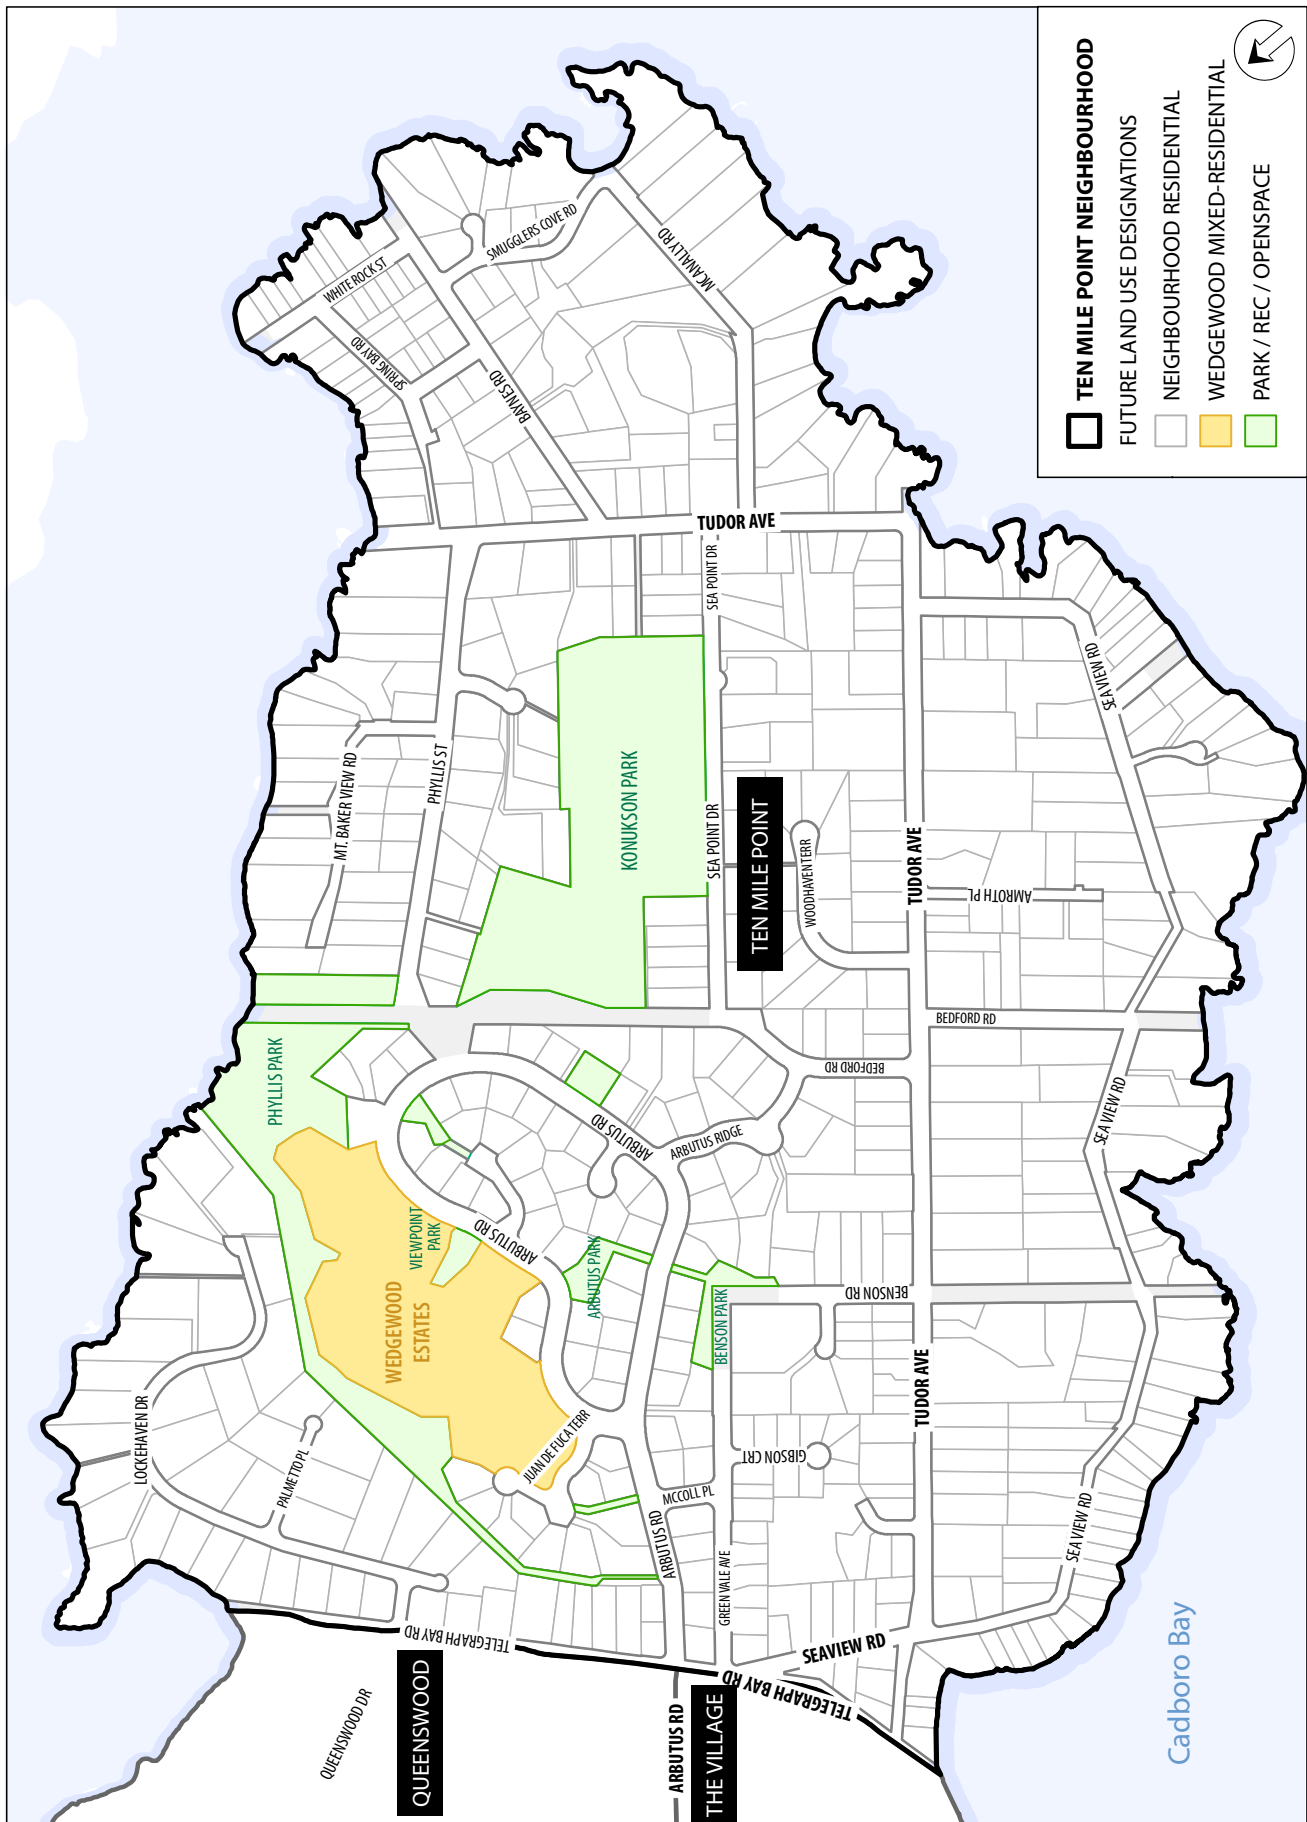 TEN MILE POINT NEIGHBOURHOOD
FUTURE LAND USE DESIGNATIONS
NEIGHBOURHOOD RESIDENTIAL
WEDGEWOOD MIXED-RESIDENTIAL
PARK / REC / OPENSPACE
WHITE ROCK ST
SMUGGLERS COVE RD
MCANALLY RD
SPRING BAY RD
BAYNES RD
TUDOR AVE
SEA POINT DR
SEA VIEW RD
MT. BAKER VIEW RD
PHYLLIS ST
KONUKSON PARK
SEA POINT DR
TEN MILE POINT
WOODHAVEN TERR
TUDOR AVE
AMROTH PL
BEDFORD RD
BEDFORD RD
PHYLLIS PARK
ARBUTUS RD
ARBUTUS RIDGE
SEA VIEW RD
VIEWPOINT
PARK
ARBUTUS RD
ARBUTUS PARK
WEDGEWOOD
ESTATES
BENSON PARK
BENSON RD
TUDOR AVE
LOCKEHAVEN DR
PALMETTO PL
JUAN DE FUCA TERR
GIBSON CRT
MCCOLL PL
ARBUTUS RD
GREEN VALE AVE
SEA VIEW RD
TELEGRAPH BAY RD
SEAVIEW RD
TELEGRAPH BAY RD
QUEENSWOOD DR
QUEENSWOOD
ARBUTUS RD
THE VILLAGE
Cadboro Bay